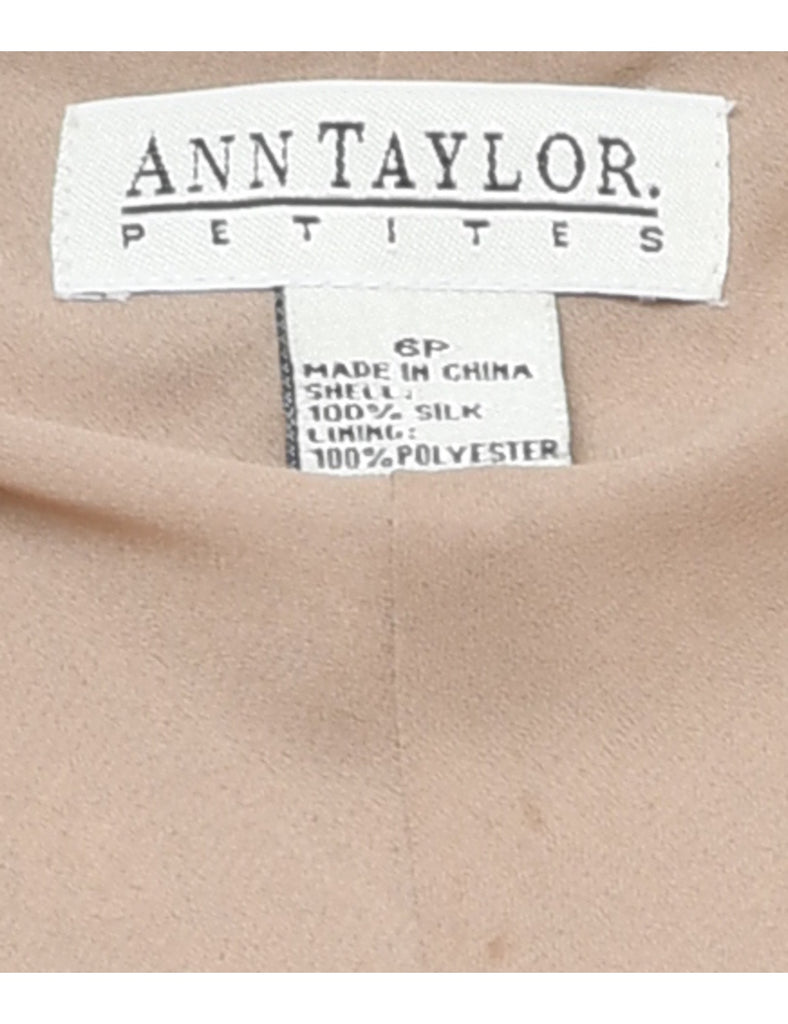 ANN TAYLOR.
PETITES
6P
MADE IN CHINA
SHELL:
100% SILK
LINING:
100% POLYESTER